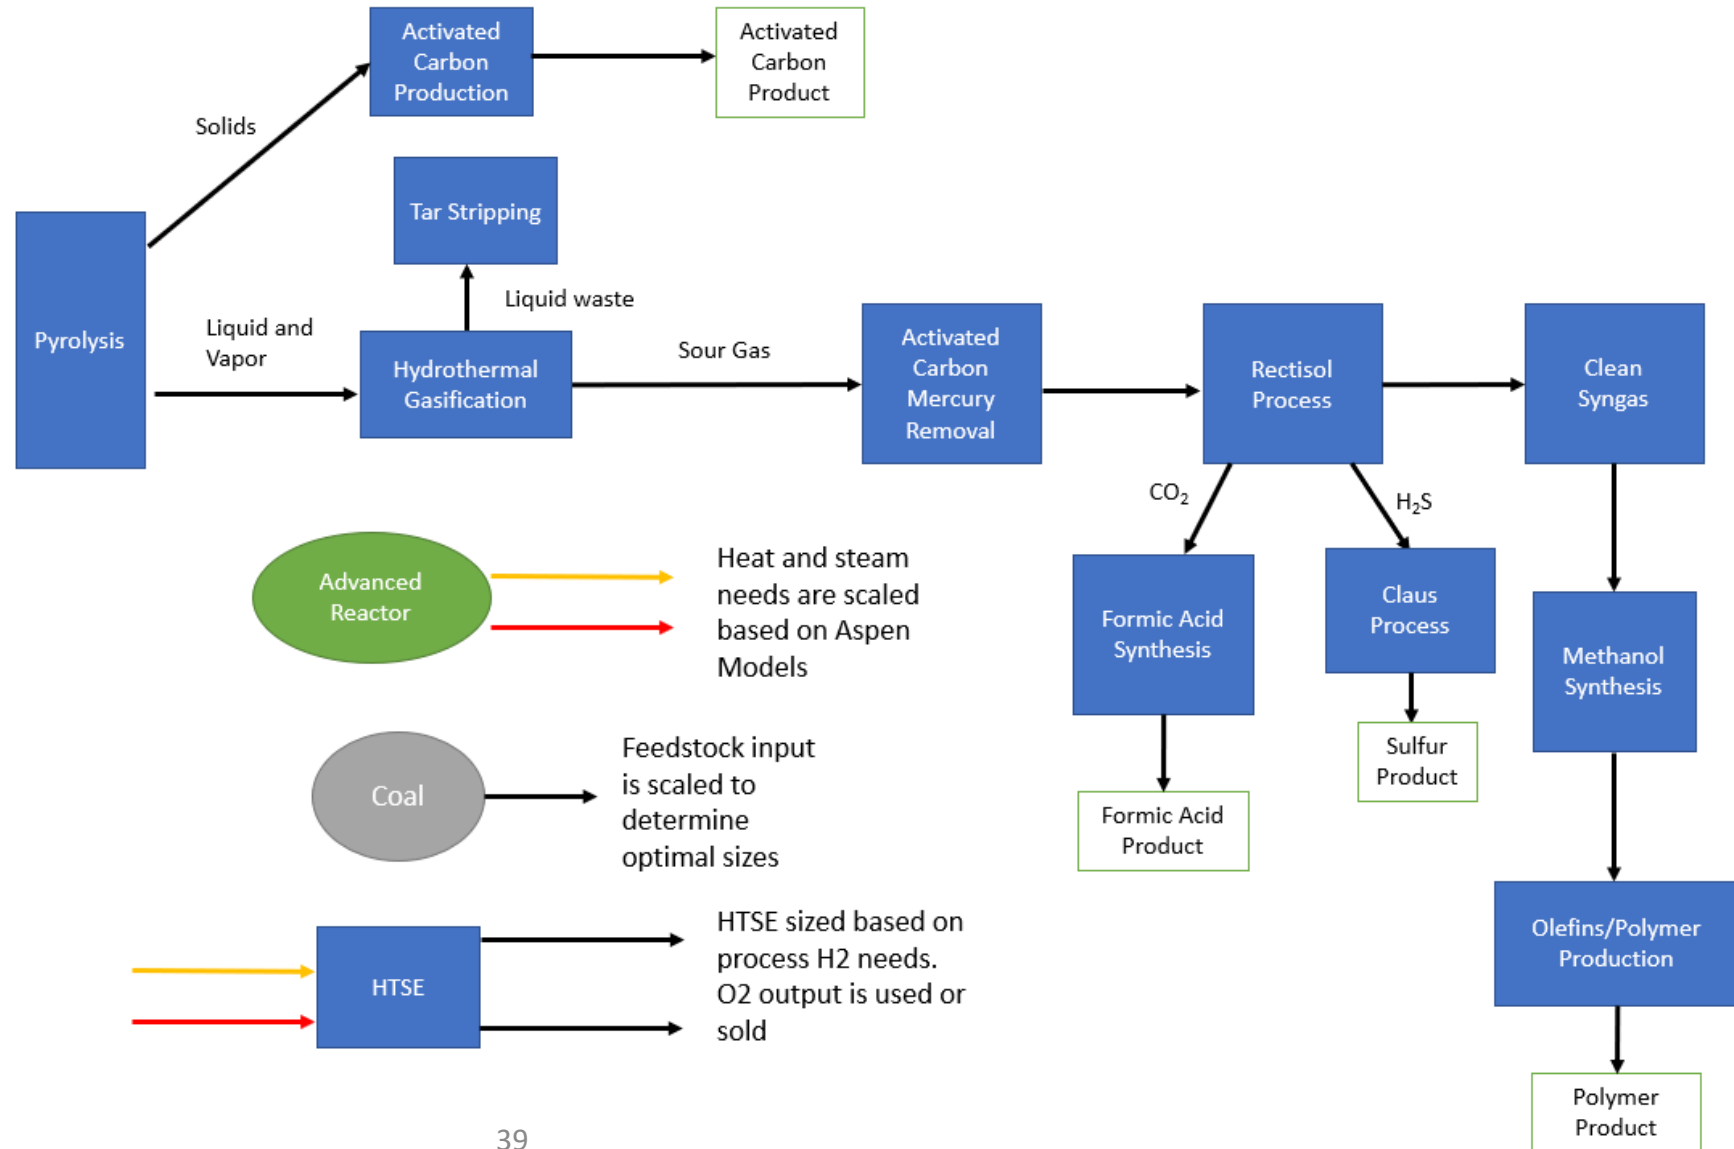 Activated
Carbon
Production
Activated
Carbon
Product
Solids
Tar Stripping
Liquid waste
Pyrolysis
Liquid and
Vapor
Hydrothermal
Gasification
Sour Gas
Activated
Carbon
Mercury
Removal
Rectisol
Process
Clean
Syngas
CO₂
H₂S
Advanced
Reactor
Heat and steam
needs are scaled
based on Aspen
Models
Formic Acid
Synthesis
Claus
Process
Methanol
Synthesis
Coal
Feedstock input
is scaled to
determine
optimal sizes
Sulfur
Product
Formic Acid
Product
HTSE
HTSE sized based on
process H2 needs.
O2 output is used or
sold
Olefins/Polymer
Production
Polymer
Product
39